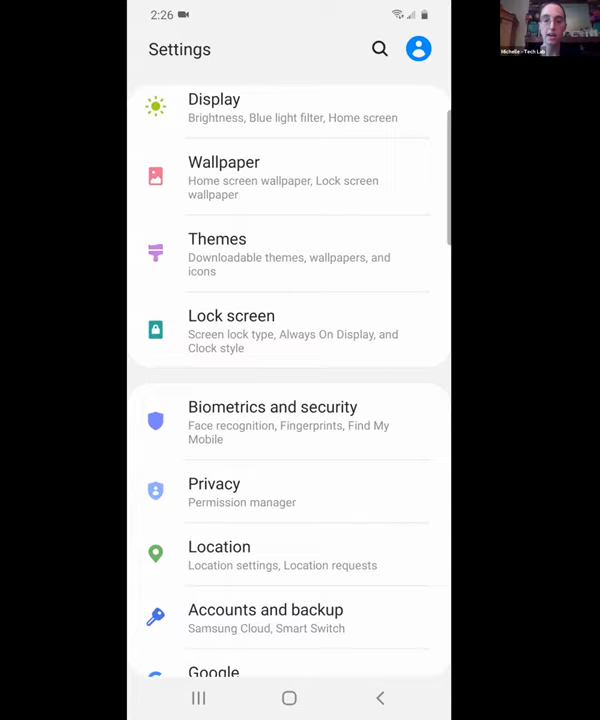 2:26
Settings
Michelle - Tech Lab
Display
Brightness, Blue light filter, Home screen
Wallpaper
Home screen wallpaper, Lock screen
wallpaper
Themes
Downloadable themes, wallpapers, and
icons
Lock screen
Screen lock type, Always On Display, and
Clock style
Biometrics and security
Face recognition, Fingerprints, Find My
Mobile
Privacy
Permission manager
Location
Location settings, Location requests
Accounts and backup
Samsung Cloud, Smart Switch
Google